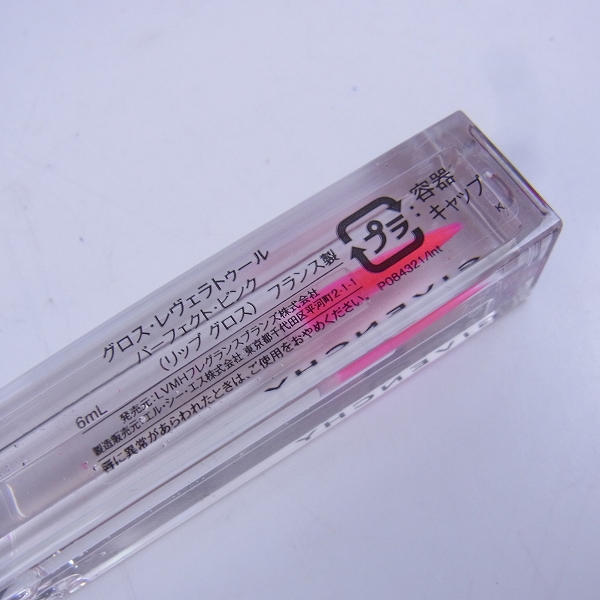 グロス・レヴェラトゥール
パーフェクト・ピンク
(リップ グロス) フランス製
6mL
発売元:LVMHフレグランスブランズ株式会社
製造販売元:エル・シー・エス株式会社 東京都千代田区平河町2-1-1
唇に異常があらわれたときは、ご使用をおやめください。
プラ
:容器
キャップ
K
P084321/Int
GIVAENCHA
GIVAENCHY